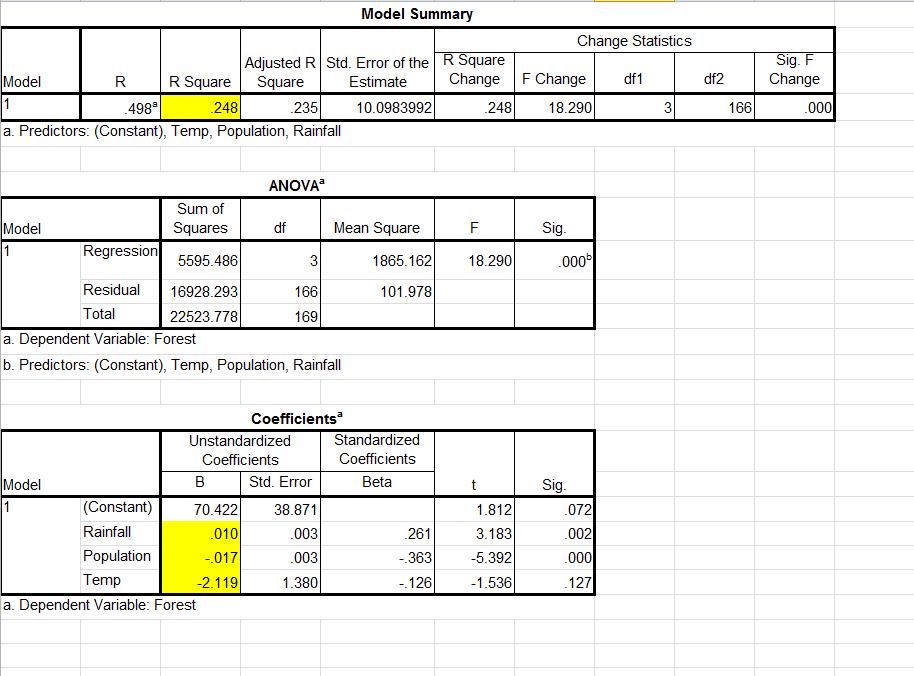 Model Summary
Change Statistics
Model R R Square Adjusted R Square Std. Error of the Estimate R Square Change F Change df1 df2 Sig. F Change
1 .498a .248 .235 10.0983992 .248 18.290 3 166 .000
a. Predictors: (Constant), Temp, Population, Rainfall
ANOVAa
Model Sum of Squares df Mean Square F Sig.
1 Regression 5595.486 3 1865.162 18.290 .000b
Residual 16928.293 166 101.978
Total 22523.778 169
a. Dependent Variable: Forest
b. Predictors: (Constant), Temp, Population, Rainfall
Coefficientsa
Unstandardized Coefficients Standardized Coefficients
Model B Std. Error Beta t Sig.
1 (Constant) 70.422 38.871 1.812 .072
Rainfall .010 .003 .261 3.183 .002
Population -.017 .003 -.363 -5.392 .000
Temp -2.119 1.380 -.126 -1.536 .127
a. Dependent Variable: Forest